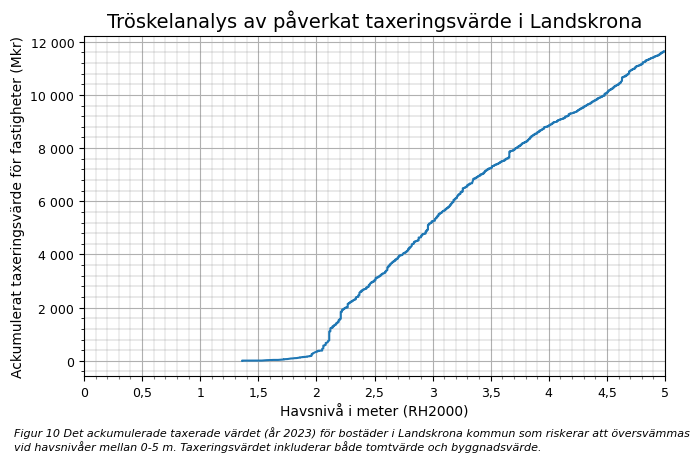 Tröskelanalys av påverkat taxeringsvärde i Landskrona
Ackumulerat taxeringsvärde för fastigheter (Mkr)
12 000
10 000
8 000
6 000
4 000
2 000
0
0 0,5 1 1,5 2 2,5 3 3,5 4 4,5 5
Havsnivå i meter (RH2000)
Figur 10 Det ackumulerade taxerade värdet (år 2023) för bostäder i Landskrona kommun som riskerar att översvämmas
vid havsnivåer mellan 0-5 m. Taxeringsvärdet inkluderar både tomtvärde och byggnadsvärde.